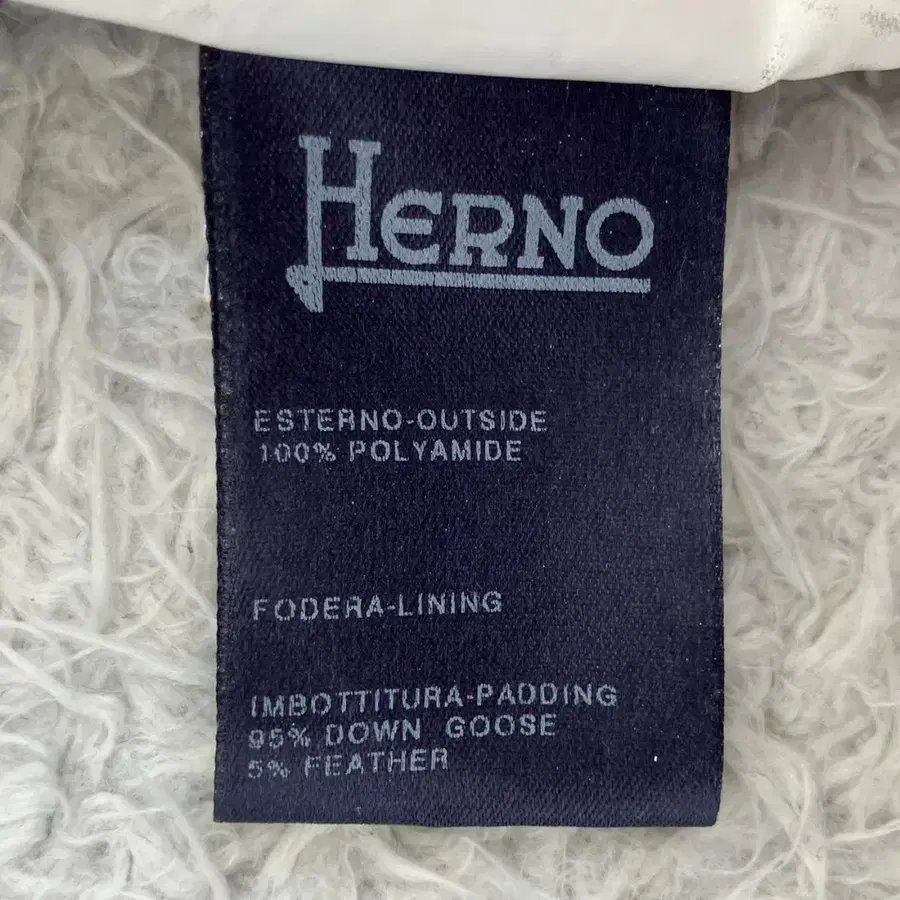 HERNO
ESTERNO-OUTSIDE
100% POLYAMIDE
FODERA-LINING
IMBOTTITURA-PADDING
95% DOWN GOOSE
5% FEATHER